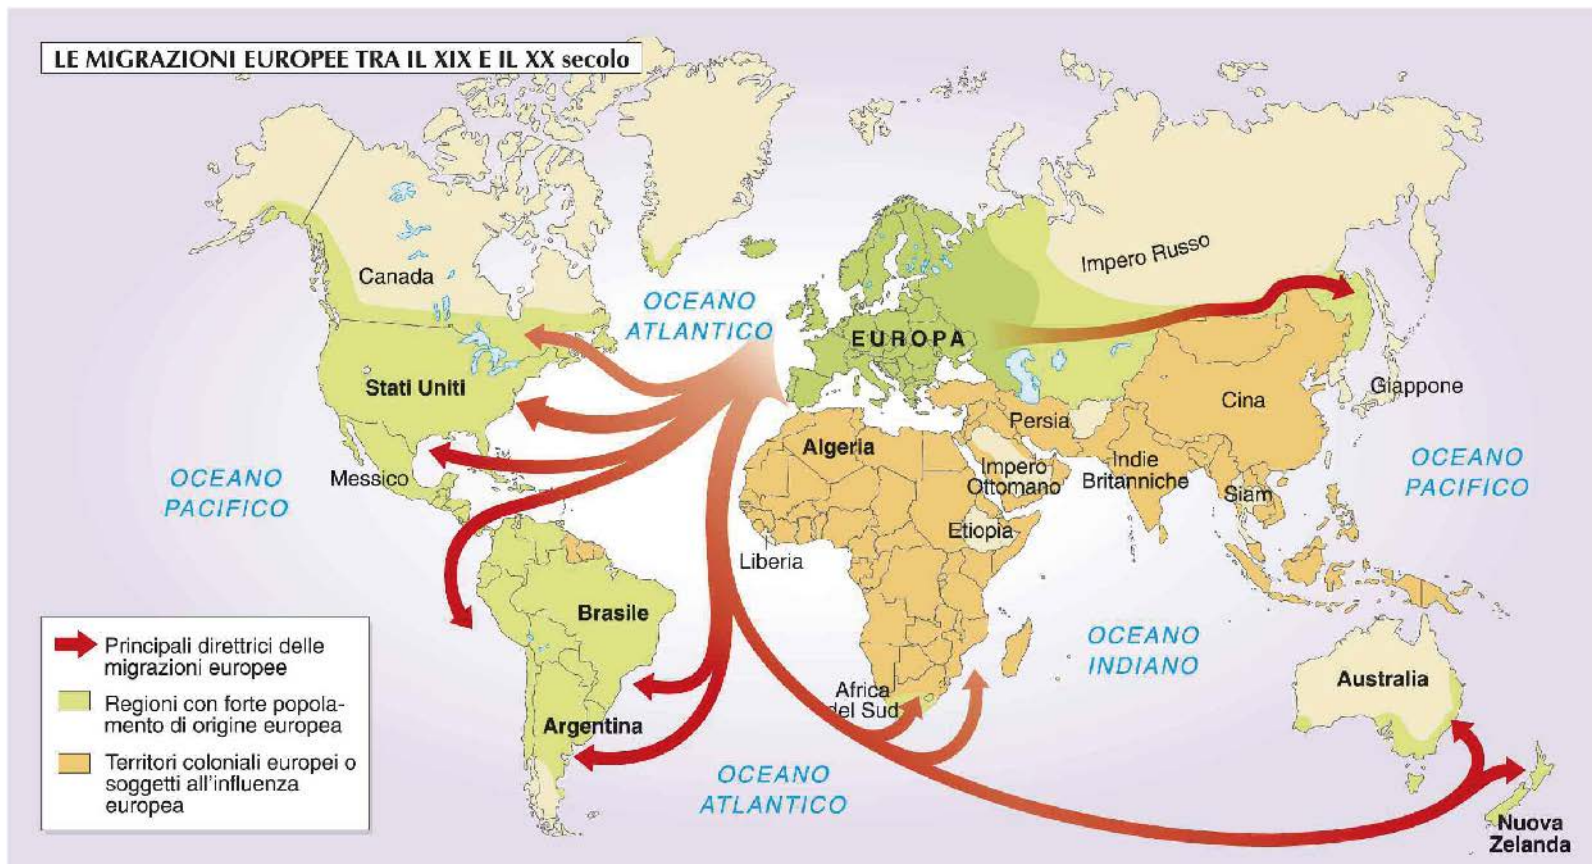 LE MIGRAZIONI EUROPEE TRA IL XIX E IL XX secolo
Canada
Impero Russo
OCEANO
ATLANTICO
EUROPA
Stati Uniti
Giappone
Cina
Persia
Algeria
Messico
Impero
Ottomano
Indie
Britanniche
OCEANO
PACIFICO
OCEANO
PACIFICO
Siam
Etiopia
Liberia
Brasile
OCEANO
INDIANO
Principali direttrici delle
migrazioni europee
Regioni con forte popola-
mento di origine europea
Territori coloniali europei o
soggetti all'influenza
europea
Africa
del Sud
Australia
Argentina
OCEANO
ATLANTICO
Nuova
Zelanda